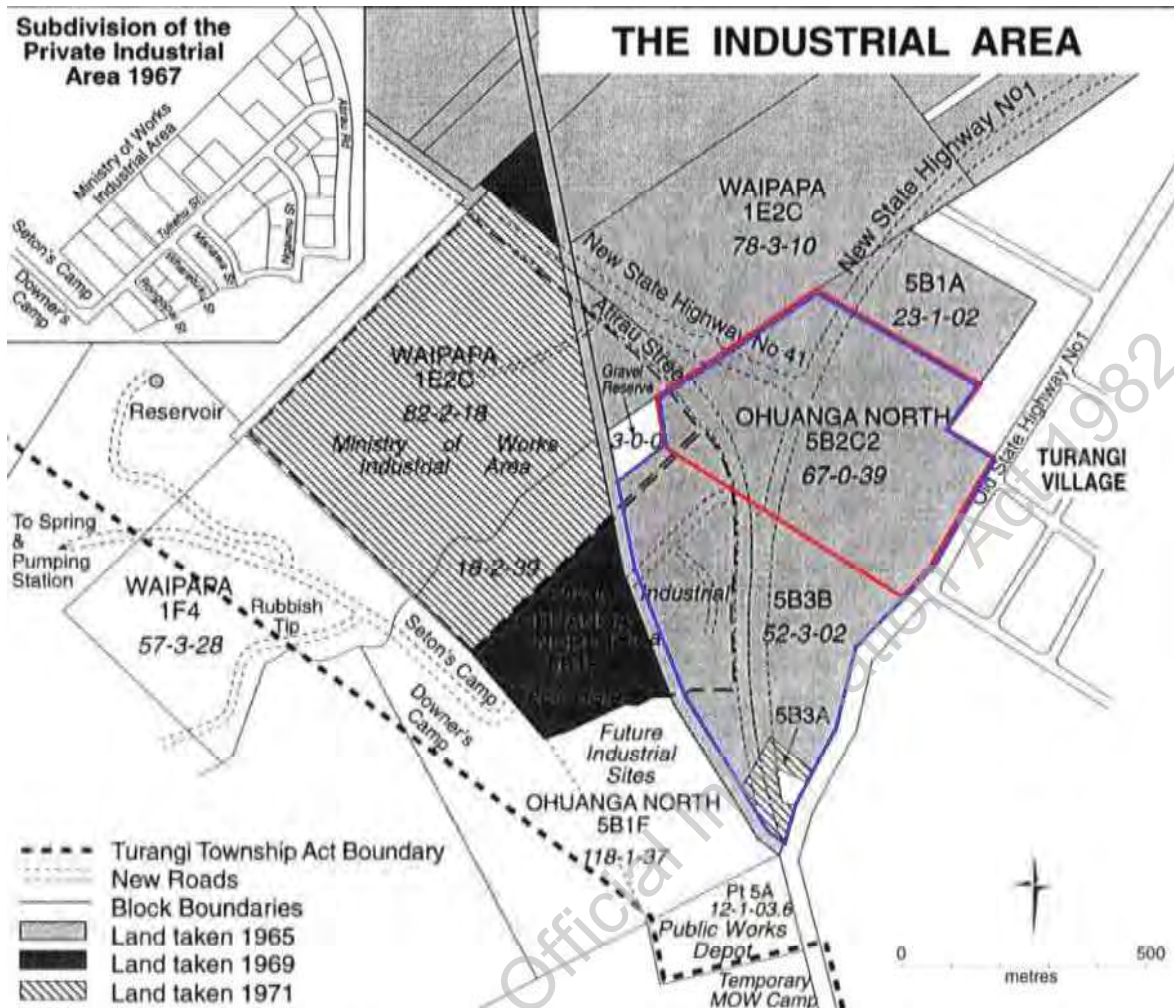 Subdivision of the
Private Industrial
Area 1967
THE INDUSTRIAL AREA
Ministry of Works
Industrial Area
Atirau Rd
Seton's Camp
Downer's
Camp
New State Highway No1
WAIPAPA
1E2C
78-3-10
New State Highway No1
5B1A
23-1-02
New State Highway No 41
Atirau Street
Gravel
Reserve
3-0-0
WAIPAPA
1E2C
82-2-18
Ministry of Works
Industrial Area
Reservoir
OHUANGA NORTH
5B2C2
67-0-39
Old State Highway No1
TURANGI
VILLAGE
To Spring
&
Pumping
Station
WAIPAPA
1F4
57-3-28
Rubbish
Tip
Seton's Camp
Downer's
Camp
Industrial
5B3B
52-3-02
5B3A
Future
Industrial
Sites
OHUANGA NORTH
5B1F
118-1-37
Pt 5A
12-1-03.6
Public Works
Depot
Temporary
MOW Camp
Turangi Township Act Boundary
New Roads
Block Boundaries
Land taken 1965
Land taken 1969
Land taken 1971
0 500
metres
Official In
ation Act 1982